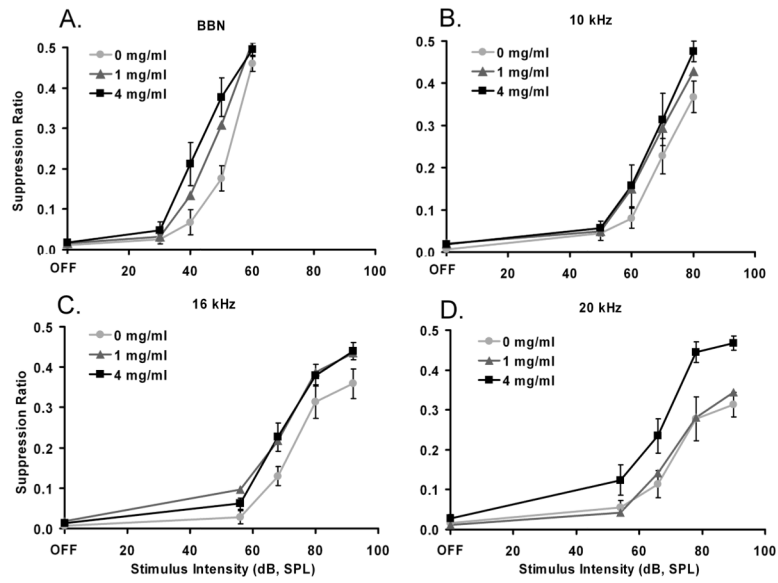 A.
BBN
0 mg/ml
1 mg/ml
4 mg/ml
Suppression Ratio
0.5
0.4
0.3
0.2
0.1
0.0
OFF
20
40
60
80
100
B.
10 kHz
0 mg/ml
1 mg/ml
4 mg/ml
0.5
0.4
0.3
0.2
0.1
0.0
OFF
20
40
60
80
100
C.
16 kHz
0 mg/ml
1 mg/ml
4 mg/ml
Suppression Ratio
0.5
0.4
0.3
0.2
0.1
0.0
OFF
20
40
60
80
100
Stimulus Intensity (dB, SPL)
D.
20 kHz
0 mg/ml
1 mg/ml
4 mg/ml
0.5
0.4
0.3
0.2
0.1
0.0
OFF
20
40
60
80
100
Stimulus Intensity (dB, SPL)